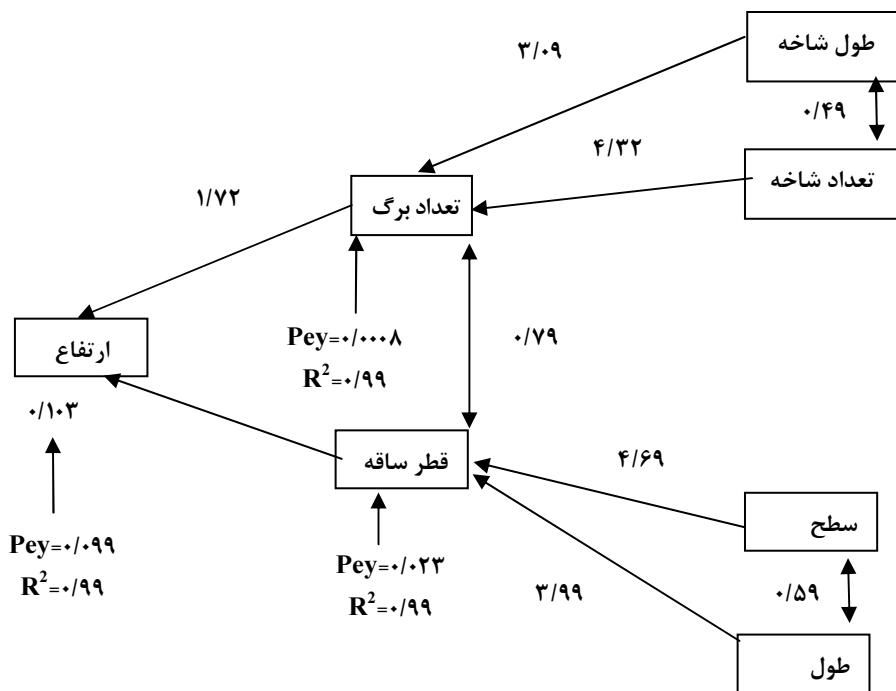 طول شاخه
۳/۰۹
۰/۴۹
۴/۳۲
تعداد شاخه
۱/۷۲
تعداد برگ
ارتفاع
Pey=۰/۰۰۰۸
R²=۰/۹۹
۰/۷۹
۰/۱۰۳
قطر ساقه
۴/۶۹
سطح
Pey=۰/۰۹۹
R²=۰/۹۹
Pey=۰/۰۲۳
R²=۰/۹۹
۳/۹۹
۰/۵۹
طول